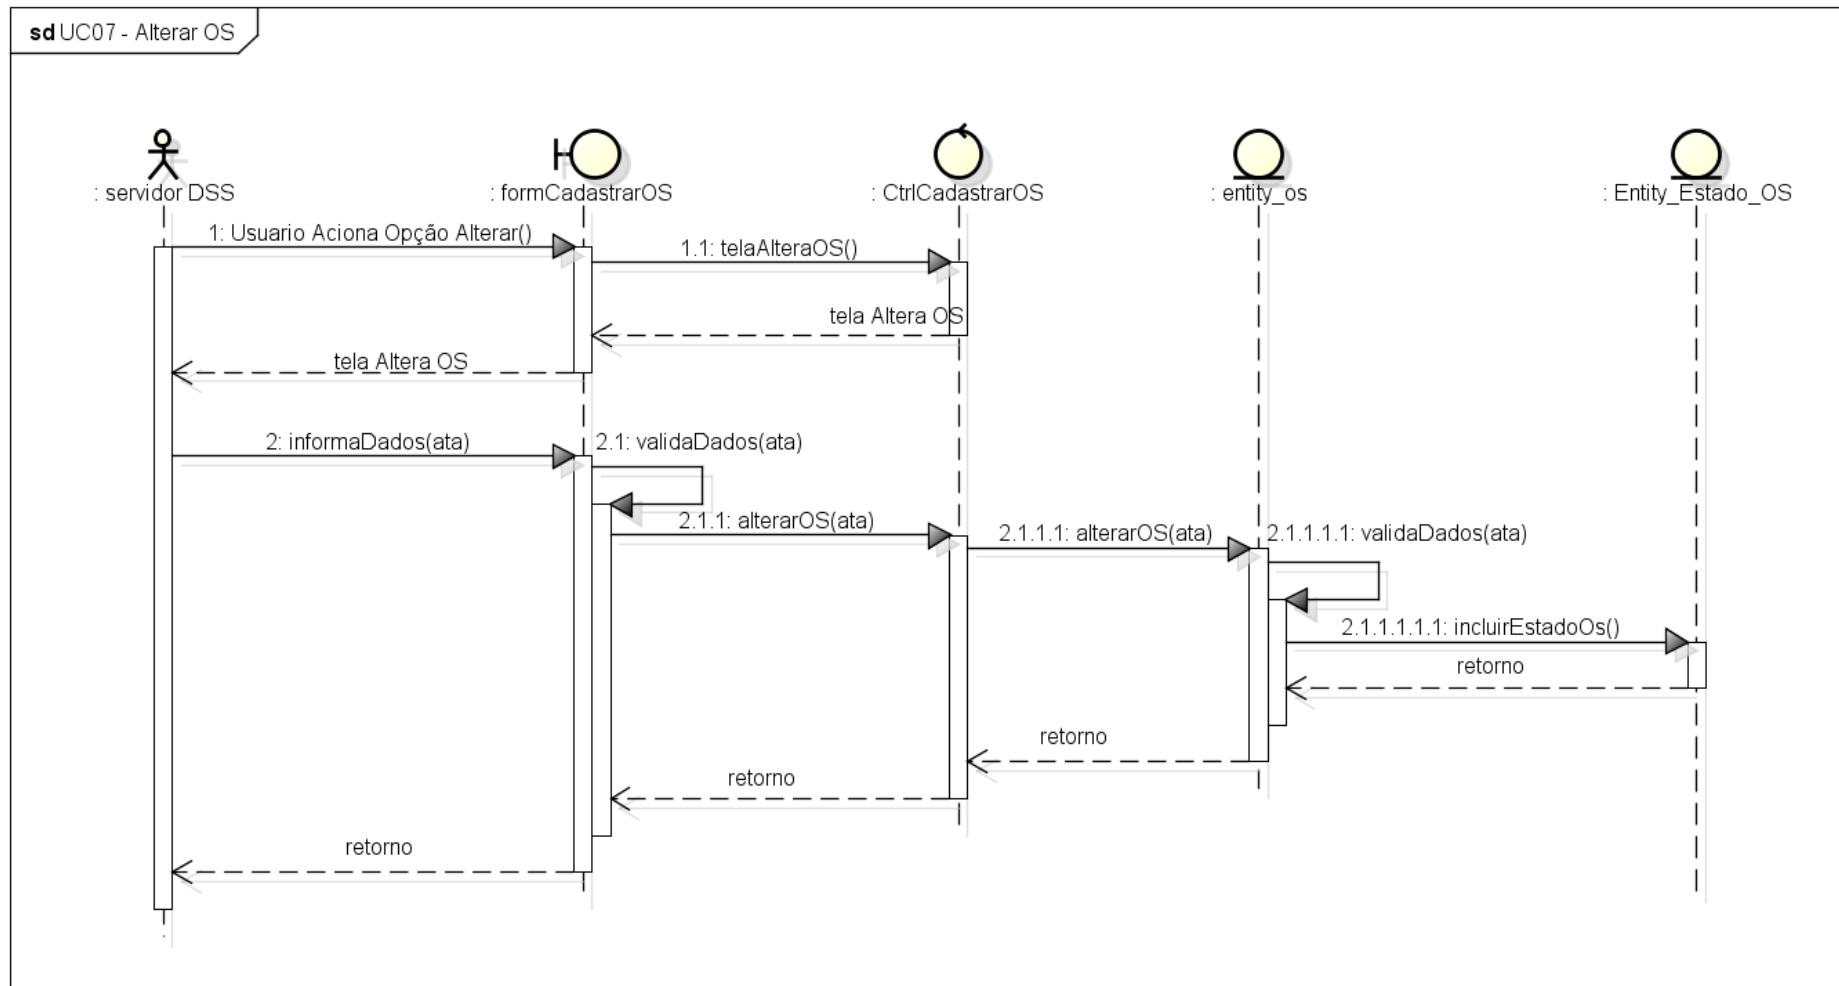 sd UC07 - Alterar OS
: servidor DSS
: formCadastrarOS
: CtrlCadastrarOS
: entity_os
: Entity_Estado_OS
1: Usuario Aciona Opção Alterar()
1.1: telaAlteraOS()
tela Altera OS
tela Altera OS
2: informaDados(ata)
2.1: validaDados(ata)
2.1.1: alterarOS(ata)
2.1.1.1: alterarOS(ata)
2.1.1.1.1: validaDados(ata)
2.1.1.1.1.1: incluirEstadoOs()
retorno
retorno
retorno
retorno